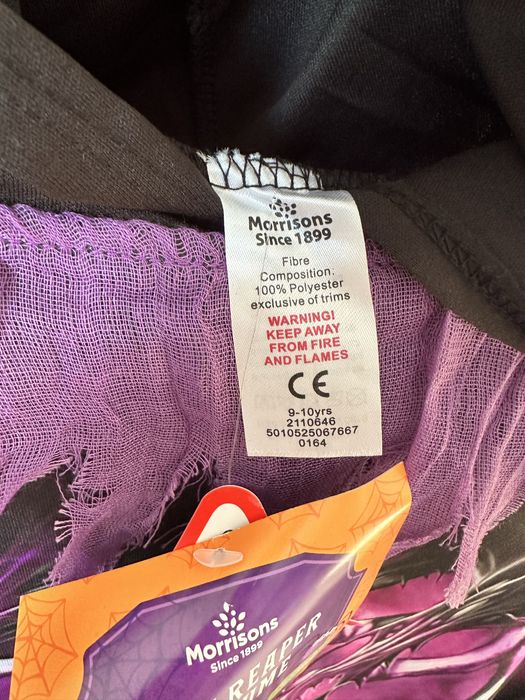 Morrisons
Since 1899
Fibre
Composition:
100% Polyester
exclusive of trims
WARNING!
KEEP AWAY
FROM FIRE
AND FLAMES
CE
9-10yrs
2110646
5010525067667
0164
Morrisons
Since 1899
REAPER